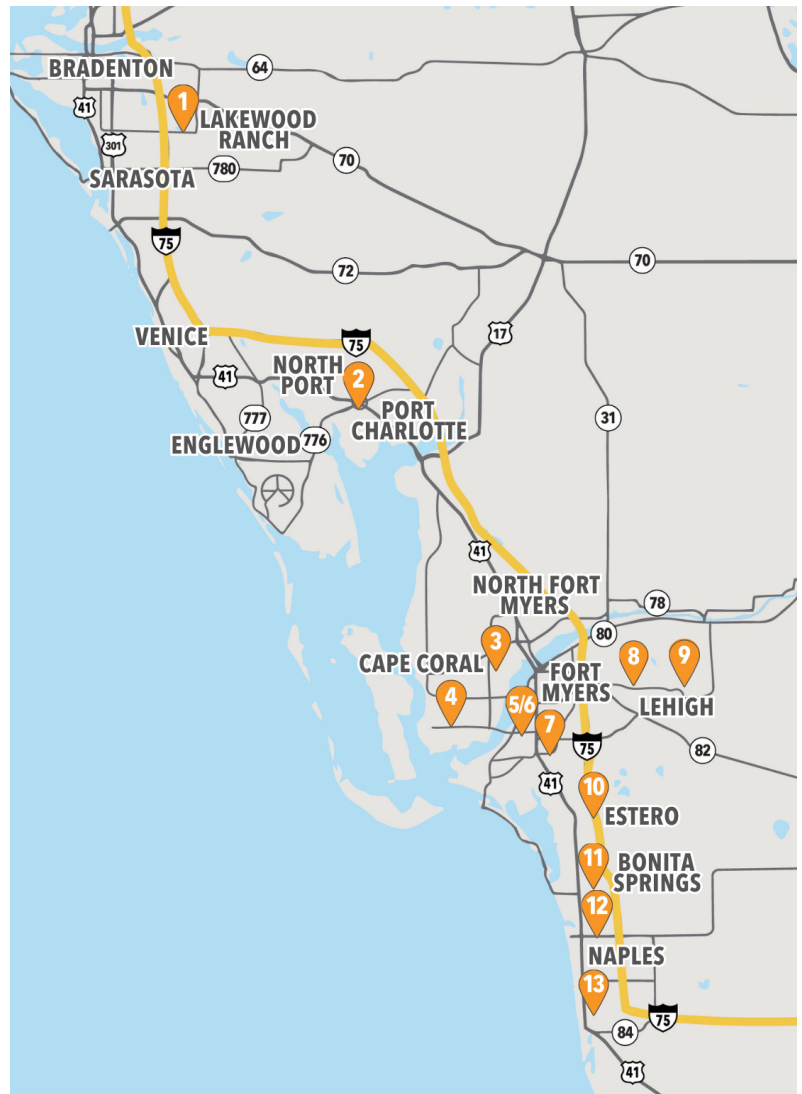 BRADENTON
64
41
1
LAKEWOOD
RANCH
301
780
70
SARASOTA
75
72
70
VENICE
75
17
NORTH
PORT
2
41
PORT
CHARLOTTE
777
776
31
ENGLEWOOD
41
NORTH FORT
MYERS
78
80
3
CAPE CORAL
8
9
FORT
MYERS
4
5/6
LEHIGH
7
75
82
41
10
ESTERO
11
BONITA
SPRINGS
12
NAPLES
13
75
84
41